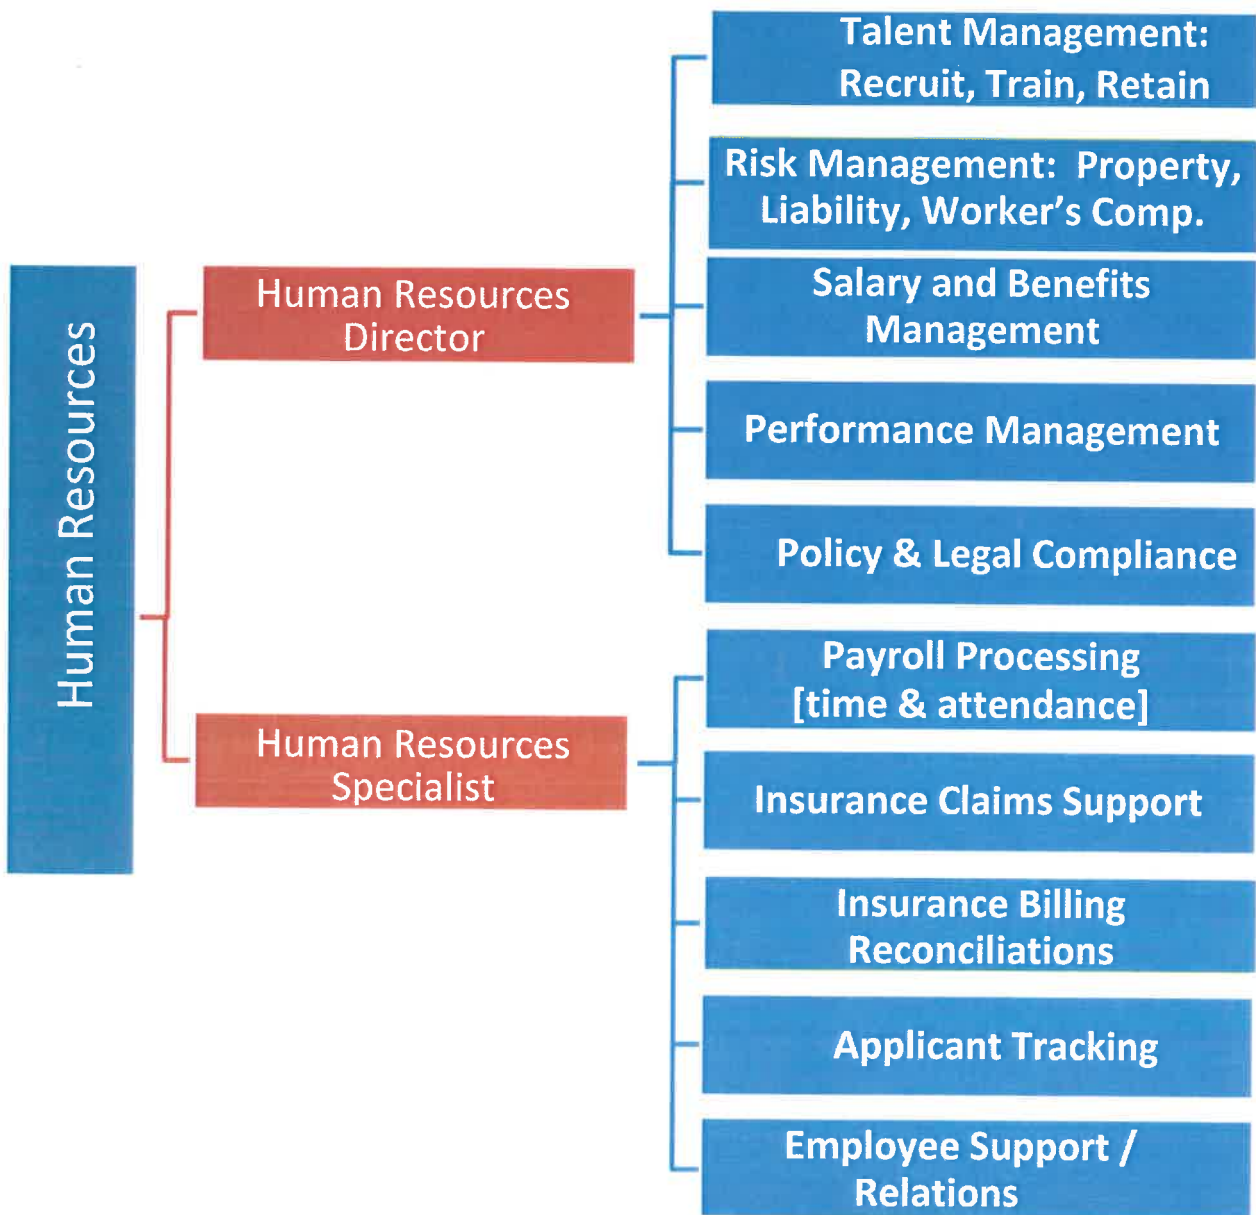 Human Resources
Human Resources
Director
Talent Management:
Recruit, Train, Retain
Risk Management:  Property,
Liability, Worker's Comp.
Salary and Benefits
Management
Performance Management
Policy & Legal Compliance
Human Resources
Specialist
Payroll Processing
[time & attendance]
Insurance Claims Support
Insurance Billing
Reconciliations
Applicant Tracking
Employee Support /
Relations